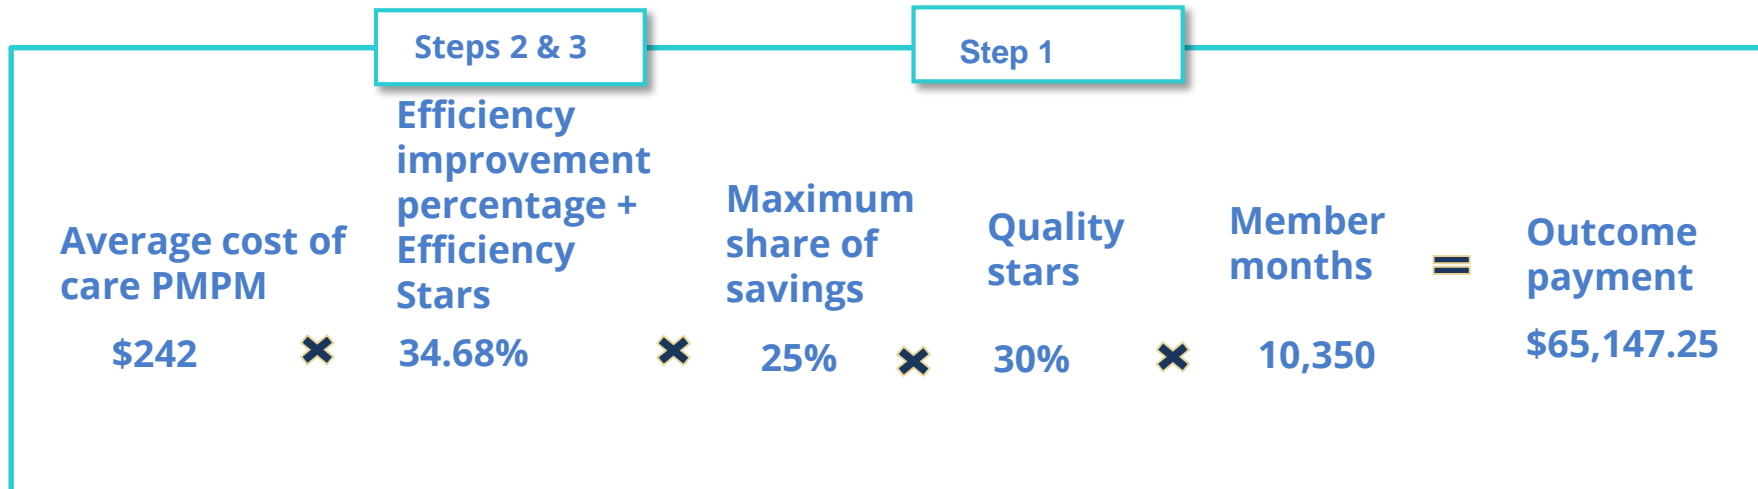 Steps 2 & 3
Step 1
Average cost of
care PMPM
$242
×
Efficiency
improvement
percentage +
Efficiency
Stars
34.68%
×
Maximum
share of
savings
25%
×
Quality
stars
30%
×
Member
months
10,350
=
Outcome
payment
$65,147.25